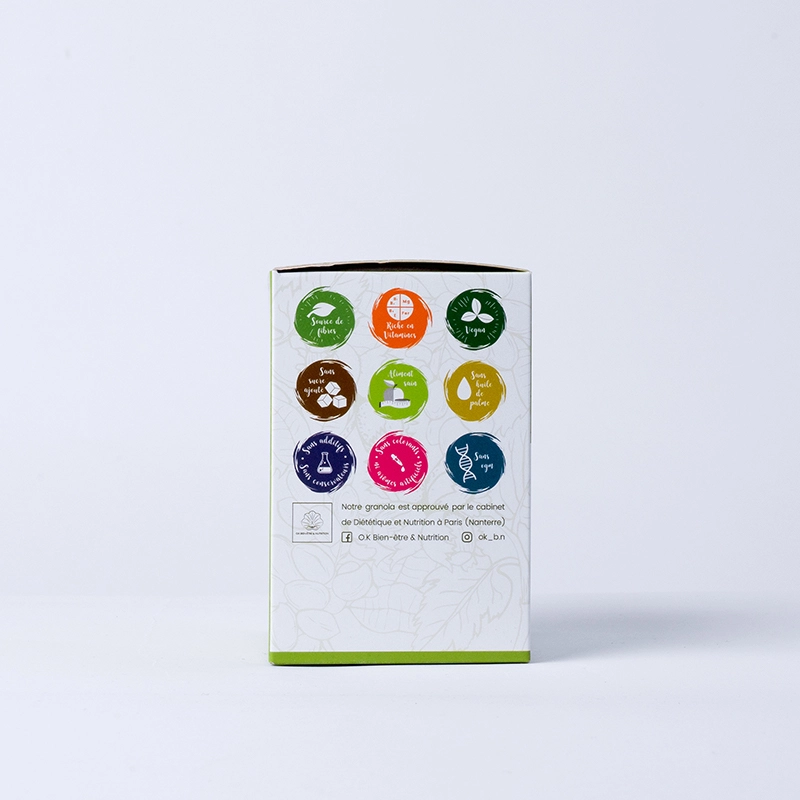 Source de
fibres
Mg
Fer
Riche en
Vitamines
Vegan
Sans
sucre
ajouté
Aliment
sain
Sans
huile
de
palme
Sans additifs
Sans conservateurs
Sans colorants
ni arômes artificiels
Sans
ogm
Notre granola est approuvé par le cabinet
de Diététique et Nutrition à Paris (Nanterre)
O.K Bien-être & Nutrition
ok_b.n